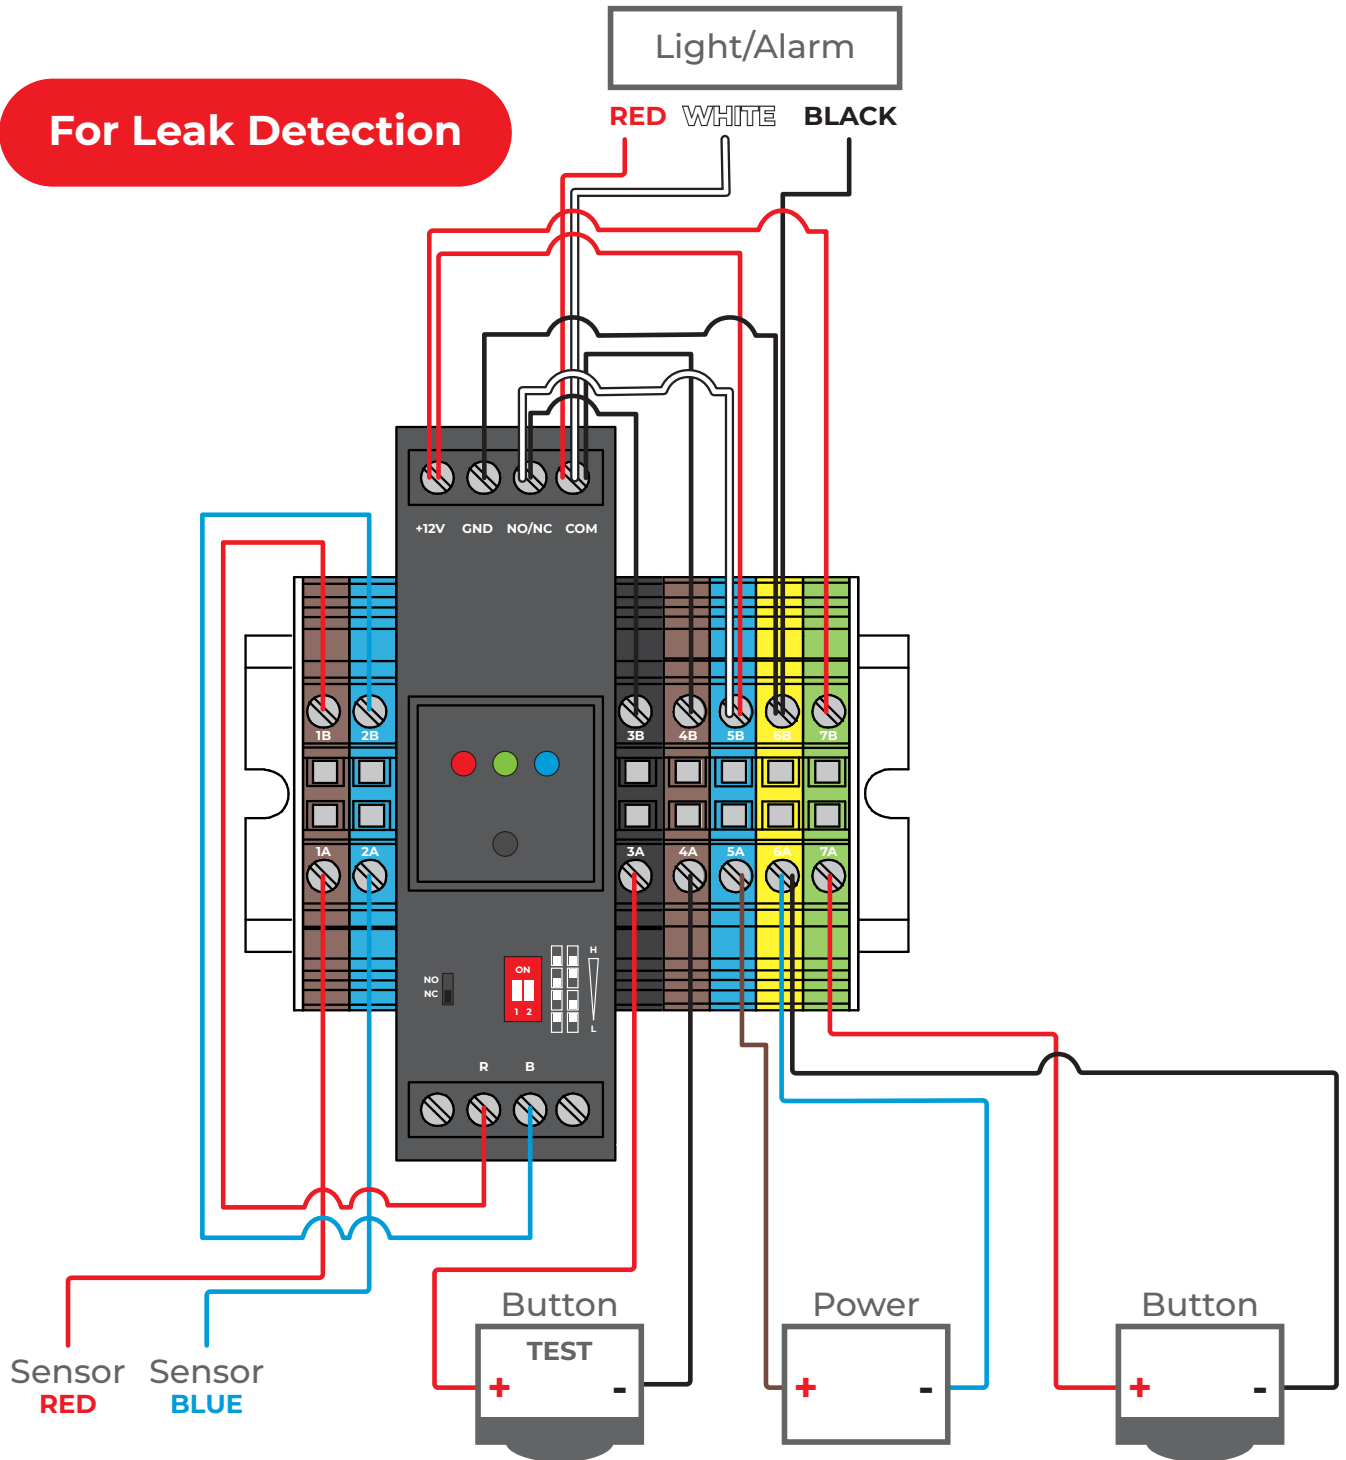 Light/Alarm
RED WHITE BLACK
For Leak Detection
+12V GND NO/NC COM
1B 2B 3B 4B 5B 6B 7B
1A 2A 3A 4A 5A 6A 7A
NO
NC
ON
1 2
H
L
R B
Button
TEST
+ -
Power
+ -
Button
+ -
Sensor
RED
Sensor
BLUE